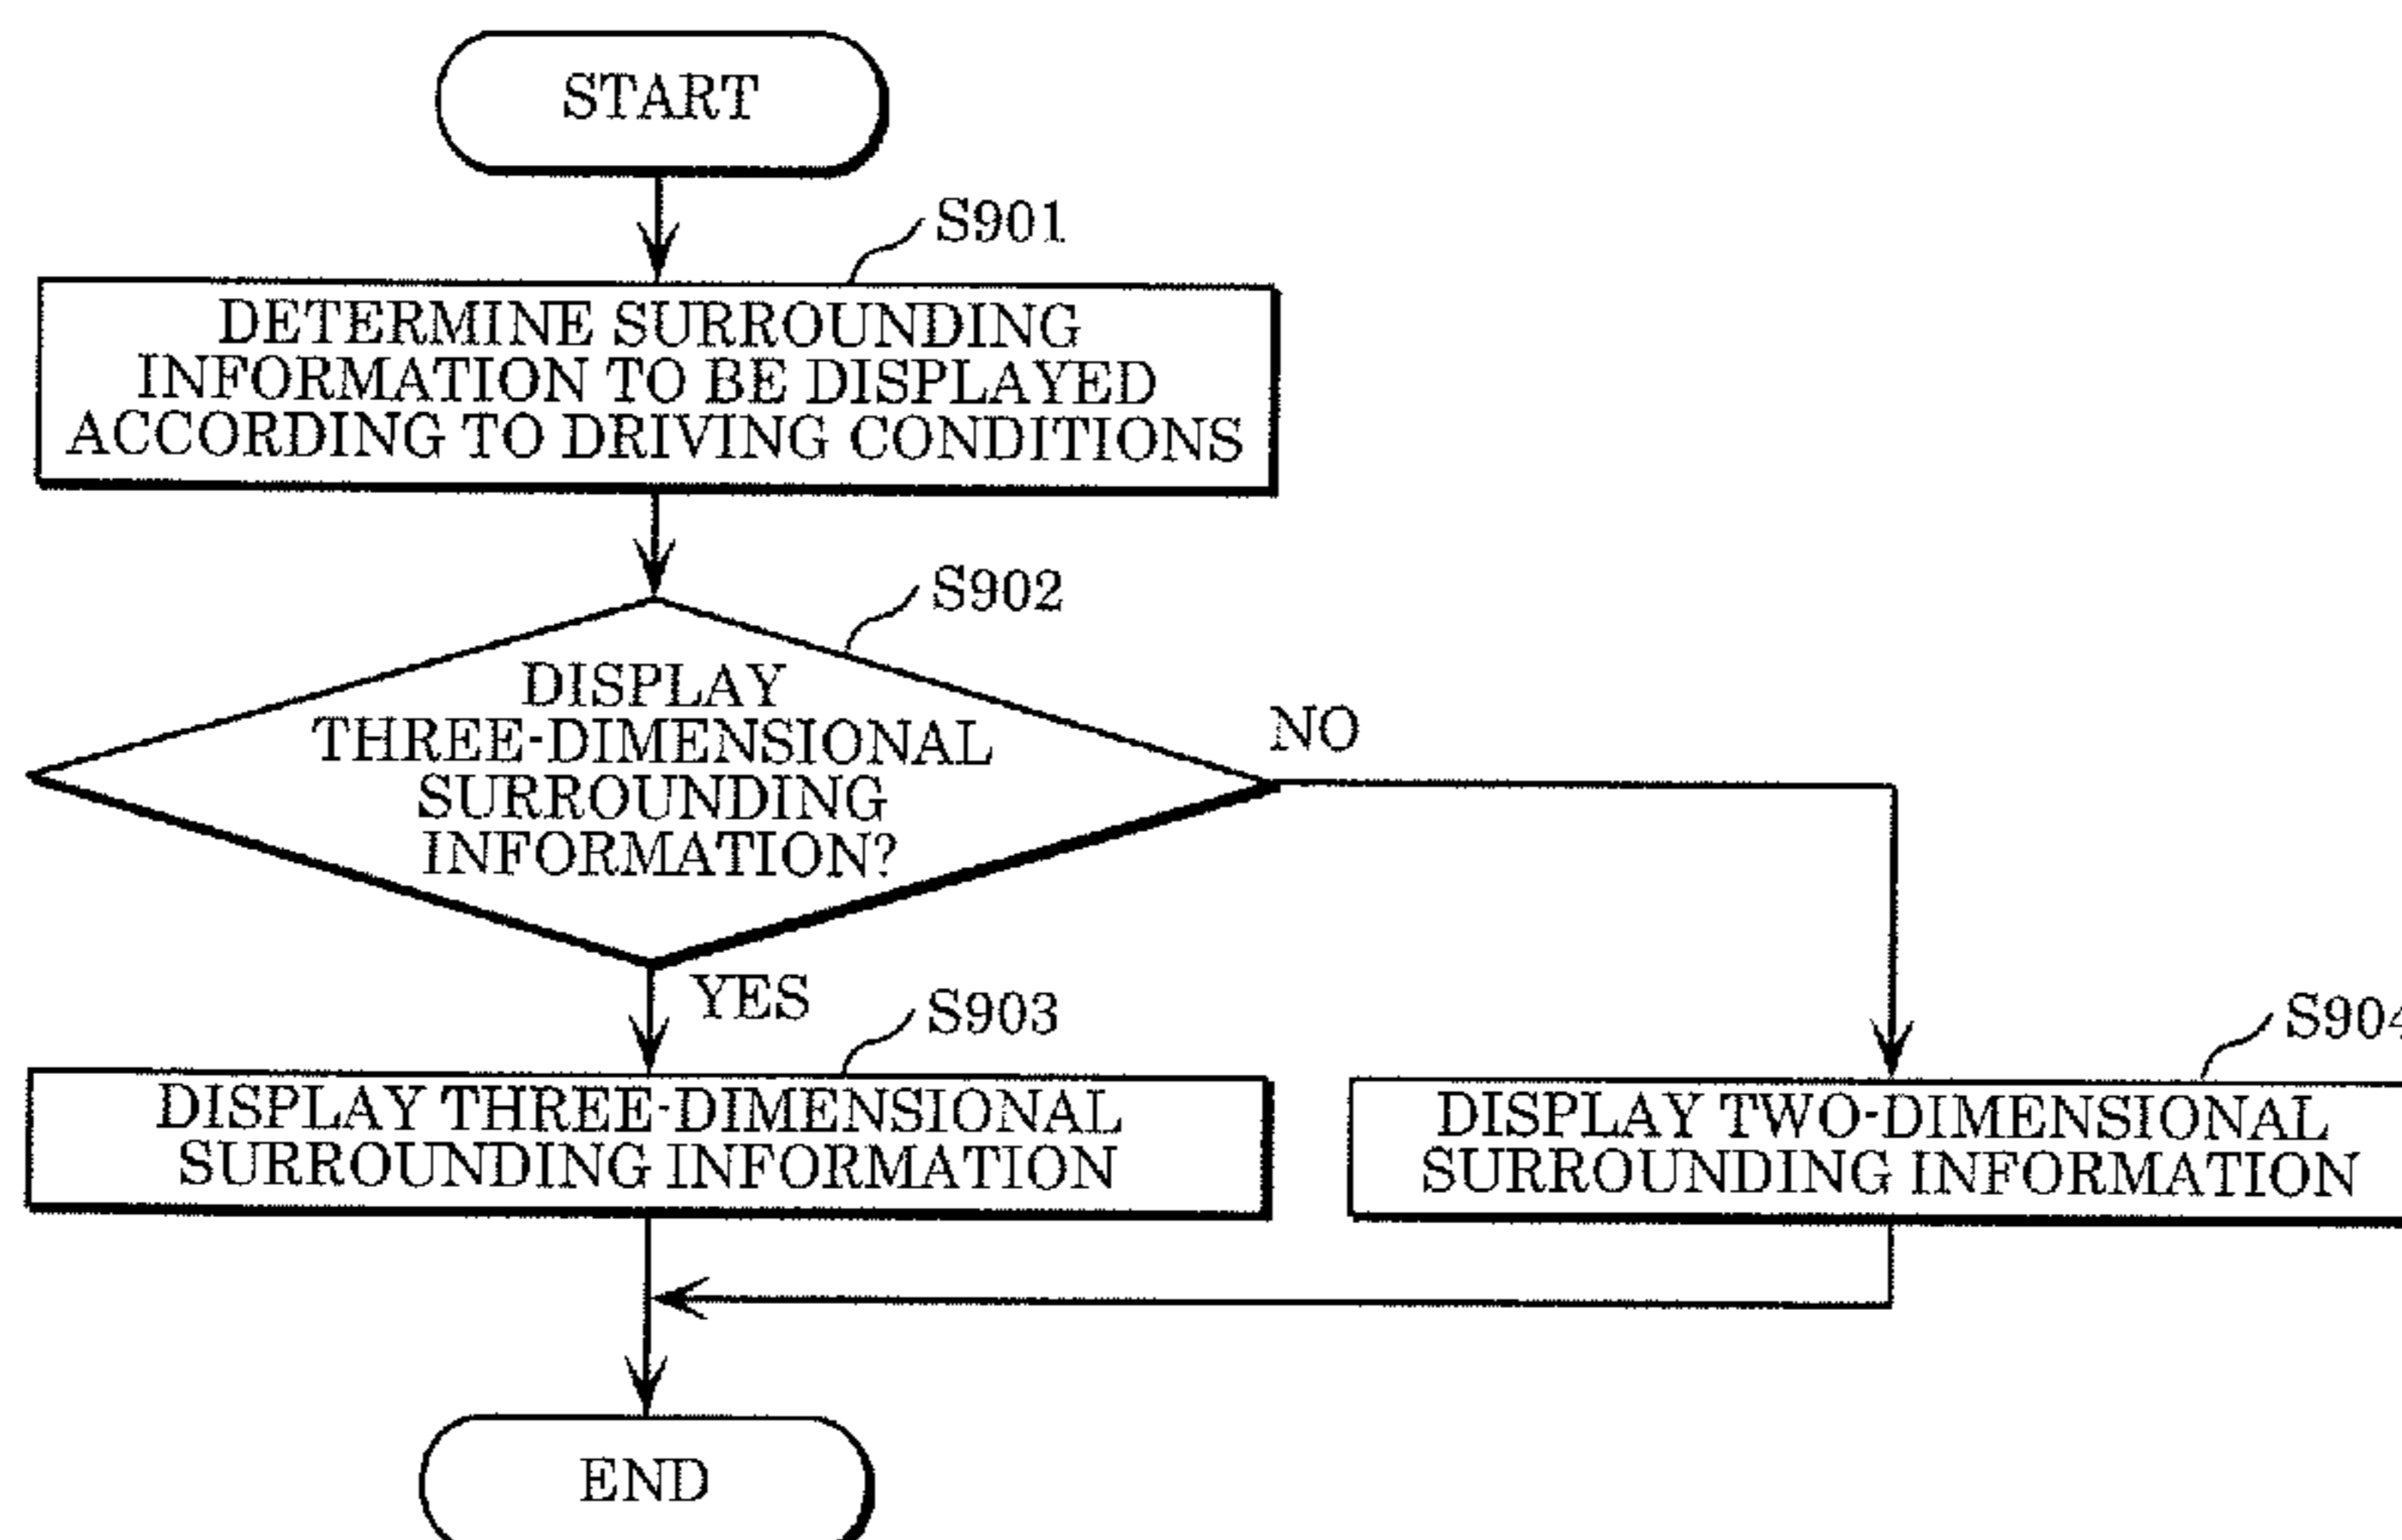 START
S901
DETERMINE SURROUNDING
INFORMATION TO BE DISPLAYED
ACCORDING TO DRIVING CONDITIONS
S902
DISPLAY
THREE-DIMENSIONAL
SURROUNDING
INFORMATION?
NO
YES
S903
DISPLAY THREE-DIMENSIONAL
SURROUNDING INFORMATION
S904
DISPLAY TWO-DIMENSIONAL
SURROUNDING INFORMATION
END